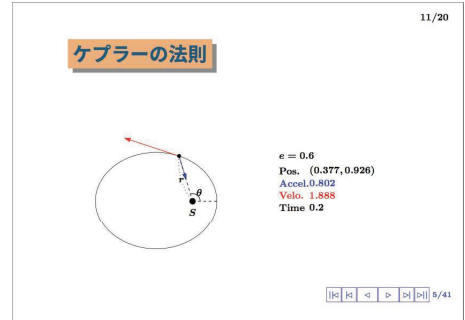 11/20
ケプラーの法則
e = 0.6
Pos. (0.377,0.926)
Accel.0.802
Velo. 1.888
Time 0.2
r
θ
S
5/41